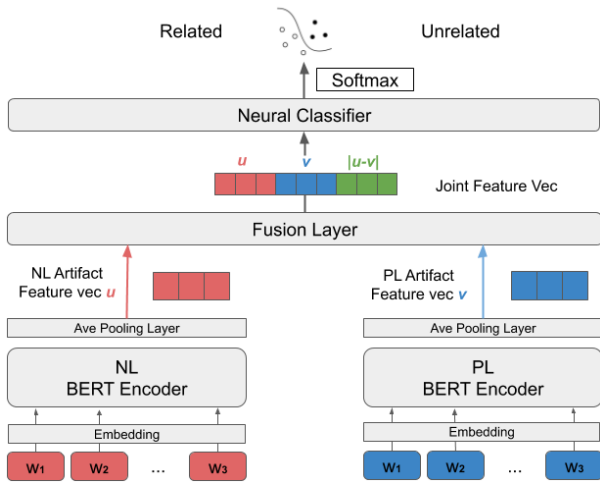 Related
Unrelated
Softmax
Neural Classifier
u v |u-v|
Joint Feature Vec
Fusion Layer
NL Artifact
Feature vec u
PL Artifact
Feature vec v
Ave Pooling Layer
Ave Pooling Layer
NL
BERT Encoder
PL
BERT Encoder
Embedding
Embedding
W1 W2 ... W3
W1 W2 ... W3